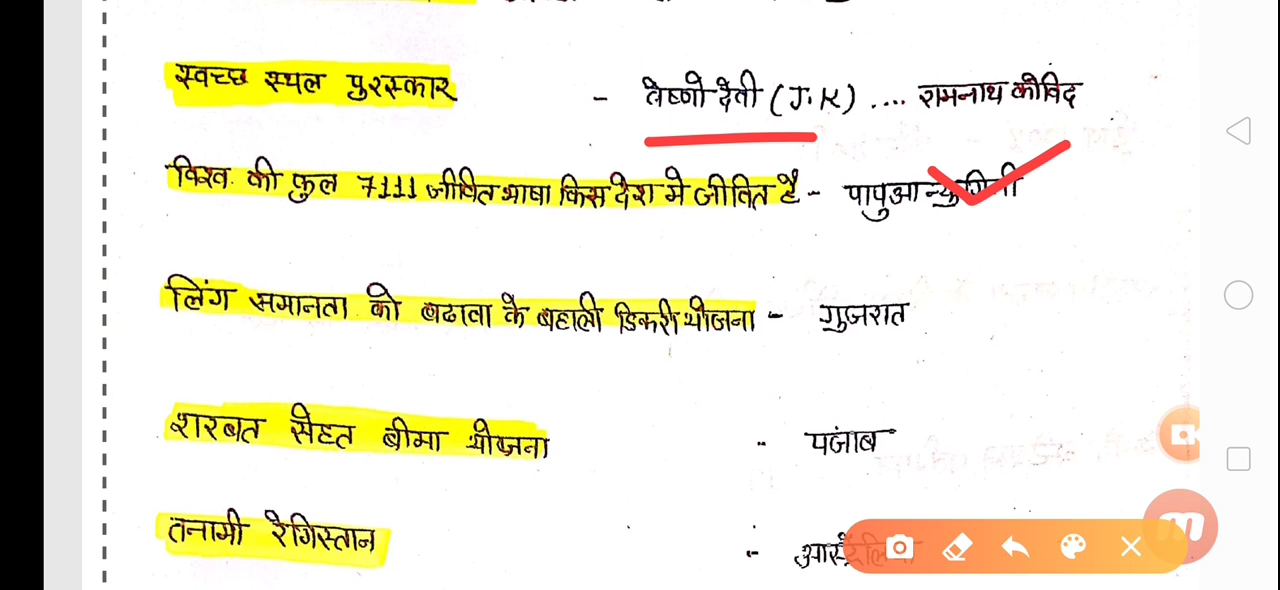 स्वच्छ स्थल पुरस्कार - वैष्णो देवी (J.K) .... रामनाथ कोविद
विश्व. की कुल 7111 जीवित भाषा किस देश मे जीवित है - पापुआ न्युगिनी
लिंग समानता को बढावा के बहाली डिकरी योजना - गुजरात
शरबत सेहत बीमा योजना - पंजाब
तनामी रेगिस्तान -